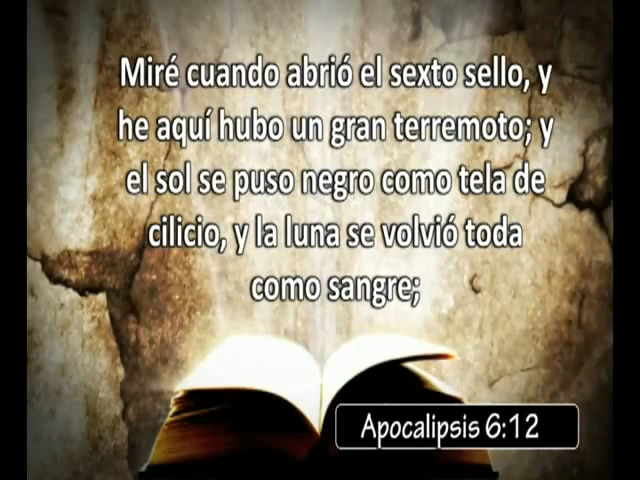 Miré cuando abrió el sexto sello, y
he aquí hubo un gran terremoto; y
el sol se puso negro como tela de
cilicio, y la luna se volvió toda
como sangre;
Apocalipsis 6:12